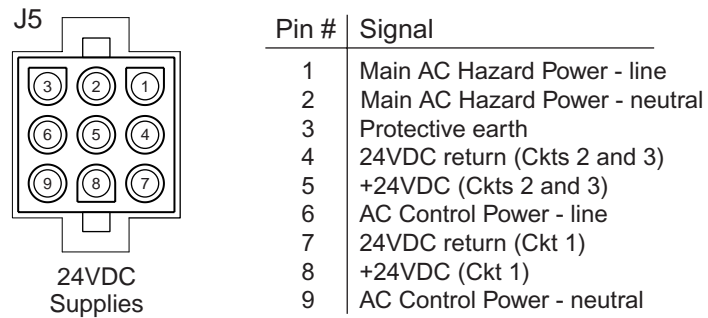 J5
3 2 1
6 5 4
9 8 7
24VDC
Supplies
Pin # Signal
1 Main AC Hazard Power - line
2 Main AC Hazard Power - neutral
3 Protective earth
4 24VDC return (Ckts 2 and 3)
5 +24VDC (Ckts 2 and 3)
6 AC Control Power - line
7 24VDC return (Ckt 1)
8 +24VDC (Ckt 1)
9 AC Control Power - neutral